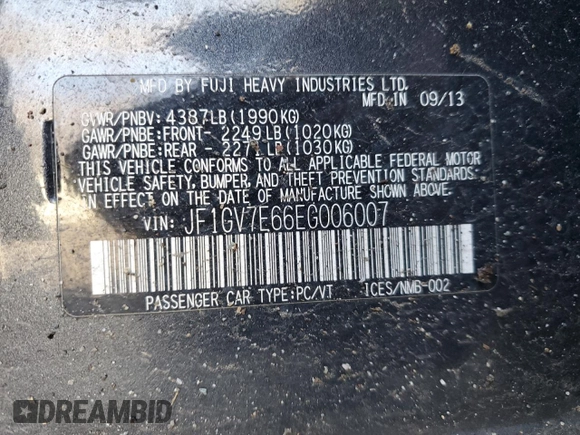 MFD BY FUJI HEAVY INDUSTRIES LTD.
MFD IN 09/13
GVWR/PNBV: 4387LB(1990KG)
GAWR/PNBE:FRONT- 2249LB(1020KG)
GAWR/PNBE:REAR - 2271LB(1030KG)
THIS VEHICLE CONFORMS TO ALL APPLICABLE FEDERAL MOTOR
VEHICLE SAFETY, BUMPER, AND THEFT PREVENTION STANDARDS
IN EFFECT ON THE DATE OF MANUFACTURE SHOWN ABOVE.
VIN: JF1GV7E66EG006007
PASSENGER CAR TYPE:PC/VT ICES/NMB-002
DREAMBID